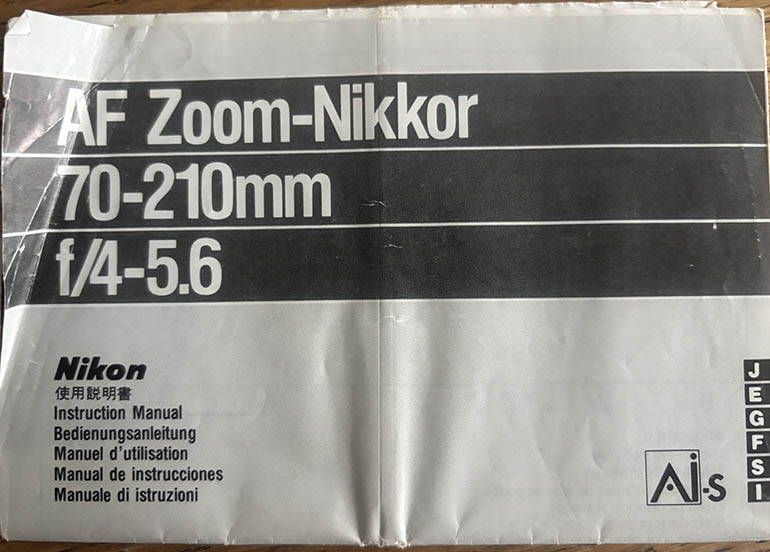 AF Zoom-Nikkor
70-210mm
f/4-5.6
Nikon
使用説明書
Instruction Manual
Bedienungsanleitung
Manuel d'utilisation
Manual de instrucciones
Manuale di istruzioni
Ai-s
J
E
G
F
S
I